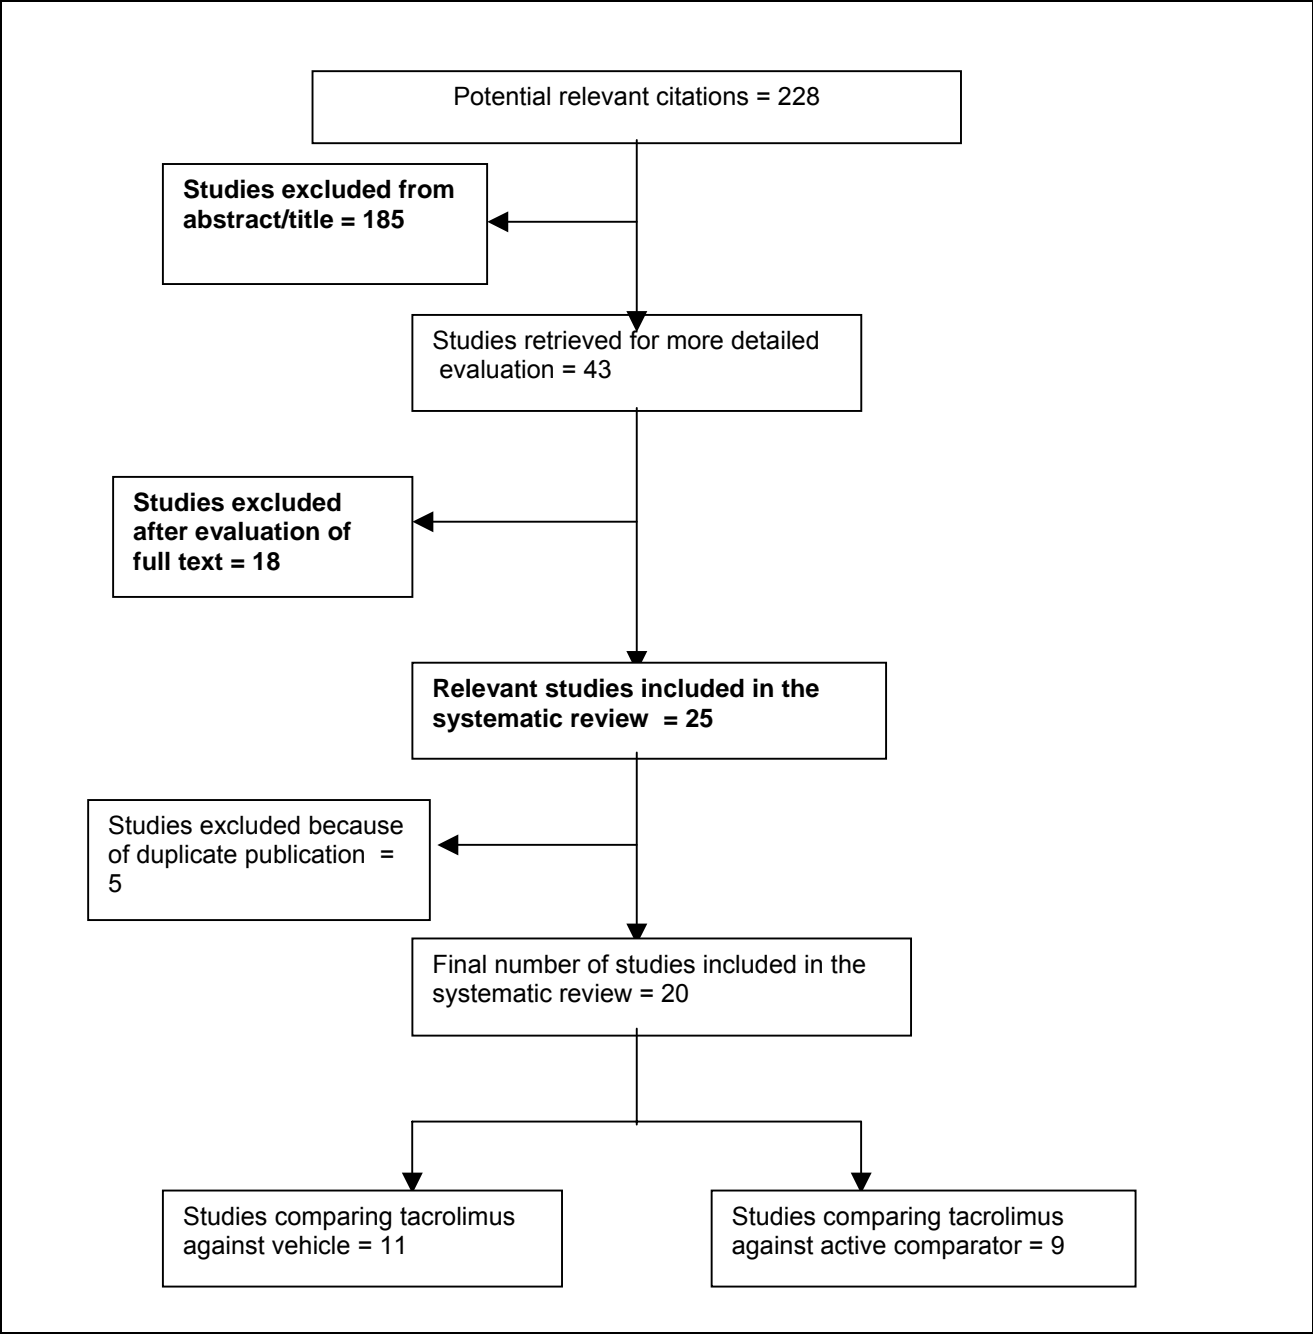 Potential relevant citations = 228
Studies excluded from
abstract/title = 185
Studies retrieved for more detailed
evaluation = 43
Studies excluded
after evaluation of
full text = 18
Relevant studies included in the
systematic review  = 25
Studies excluded because
of duplicate publication  =
5
Final number of studies included in the
systematic review = 20
Studies comparing tacrolimus
against vehicle = 11
Studies comparing tacrolimus
against active comparator = 9